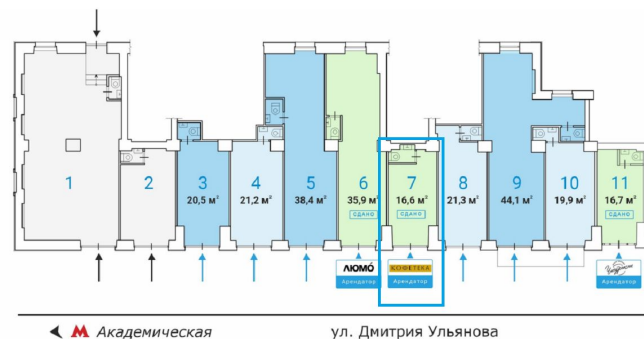 1
2
3
20,5 м²
4
21,2 м²
5
38,4 м²
6
35,9 м²
СДАНО
7
16,6 м²
СДАНО
8
21,3 м²
9
44,1 м²
10
19,9 м²
11
16,7 м²
СДАНО
ЛЮМО́
Арендатор
КОФЕТЕКА
Арендатор
Арендатор
М Академическая
ул. Дмитрия Ульянова